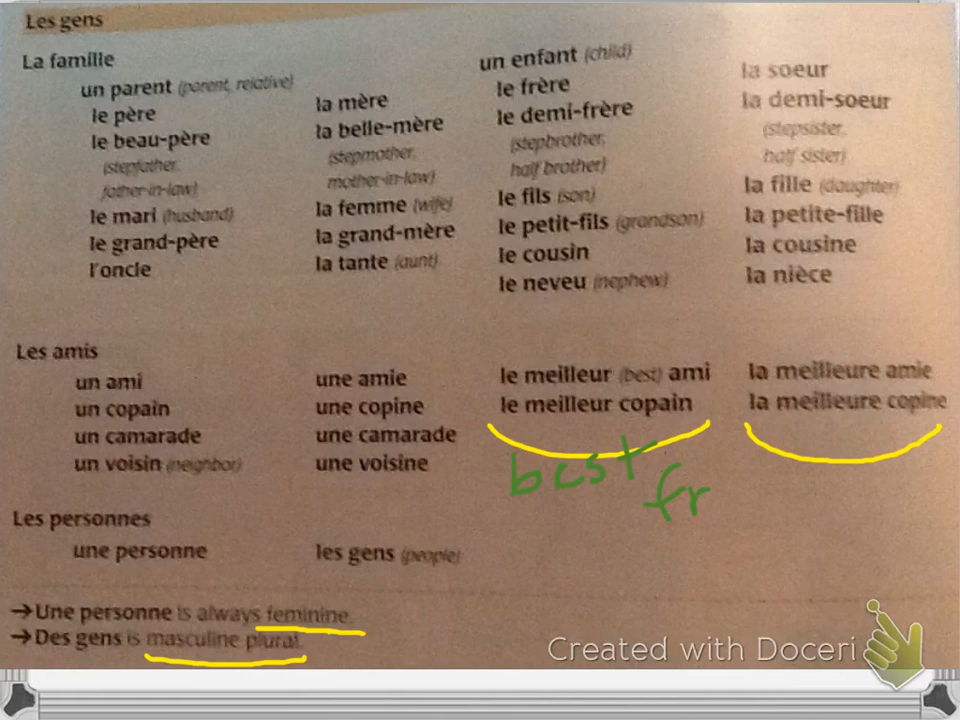 Les gens
La famille
un parent (parent, relative)
le père
le beau-père
(stepfather,
father-in-law)
le mari (husband)
le grand-père
l'oncle
la mère
la belle-mère
(stepmother,
mother-in-law)
la femme (wife)
la grand-mère
la tante (aunt)
un enfant (child)
le frère
le demi-frère
(stepbrother,
half brother)
le fils (son)
le petit-fils (grandson)
le cousin
le neveu (nephew)
la soeur
la demi-soeur
(stepsister,
half sister)
la fille (daughter)
la petite-fille
la cousine
la nièce
Les amis
un ami
un copain
un camarade
un voisin (neighbor)
une amie
une copine
une camarade
une voisine
le meilleur (best) ami
le meilleur copain
la meilleure amie
la meilleure copine
best
fr
Les personnes
une personne
les gens (people)
→ Une personne is always feminine.
→ Des gens is masculine plural.
Created with Doceri